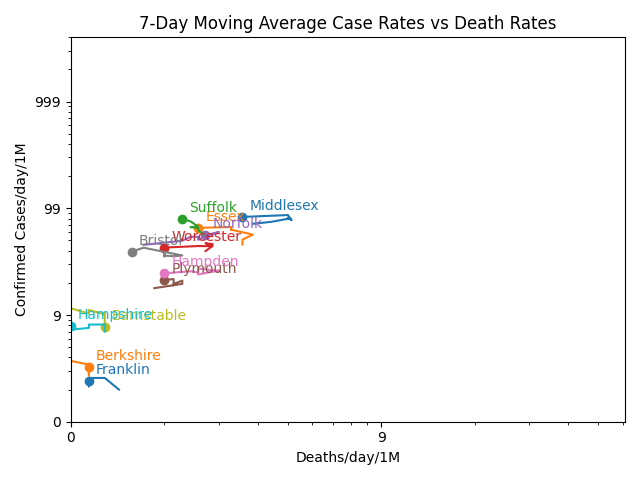 7-Day Moving Average Case Rates vs Death Rates
999
Confirmed Cases/day/1M
99
Suffolk
Middlesex
Essex
Norfolk
Worcester
Bristol
Hampden
Plymouth
9
Hampshire
Barnstable
Berkshire
Franklin
0
0
9
Deaths/day/1M